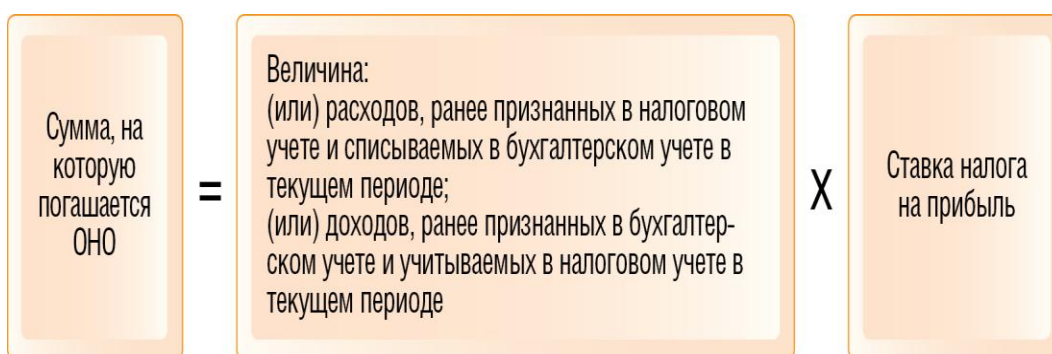 Сумма, на
которую
погашается
ОНО
=
Величина:
(или) расходов, ранее признанных в налоговом
учете и списываемых в бухгалтерском учете в
текущем периоде;
(или) доходов, ранее признанных в бухгалтер-
ском учете и учитываемых в налоговом учете в
текущем периоде
X
Ставка налога
на прибыль